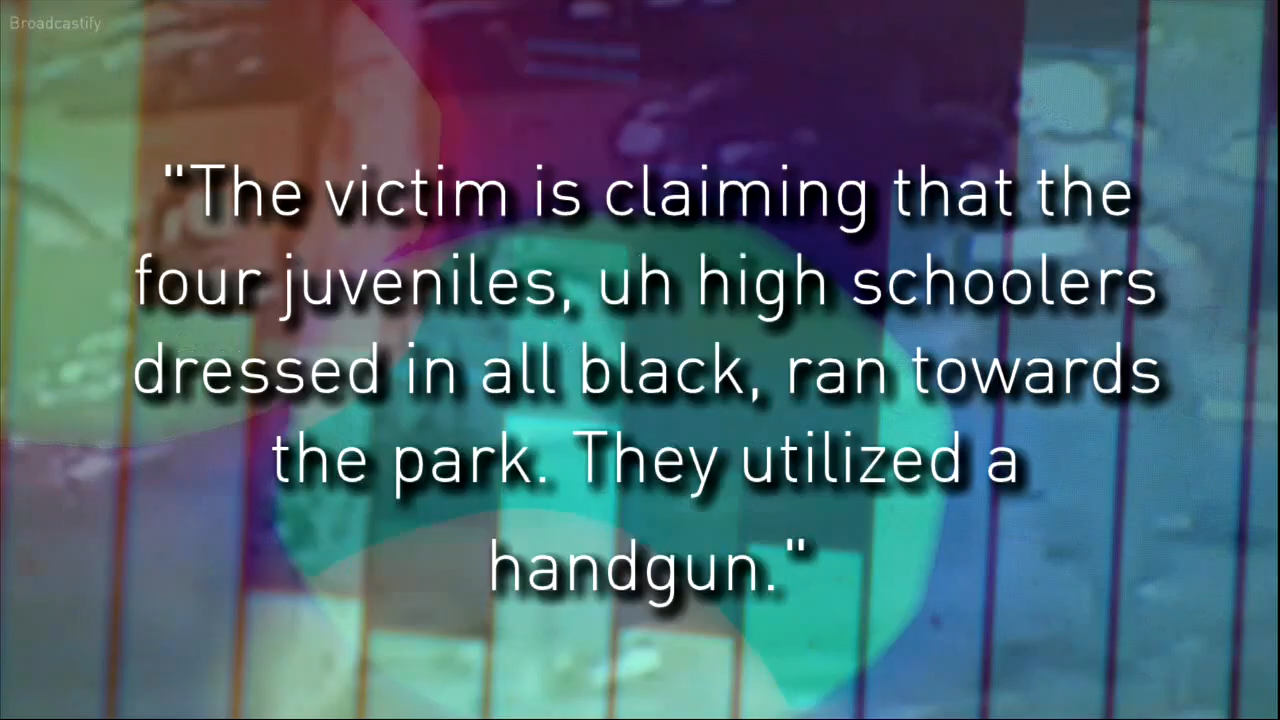 Broadcastify
"The victim is claiming that the
four juveniles, uh high schoolers
dressed in all black, ran towards
the park. They utilized a
handgun."